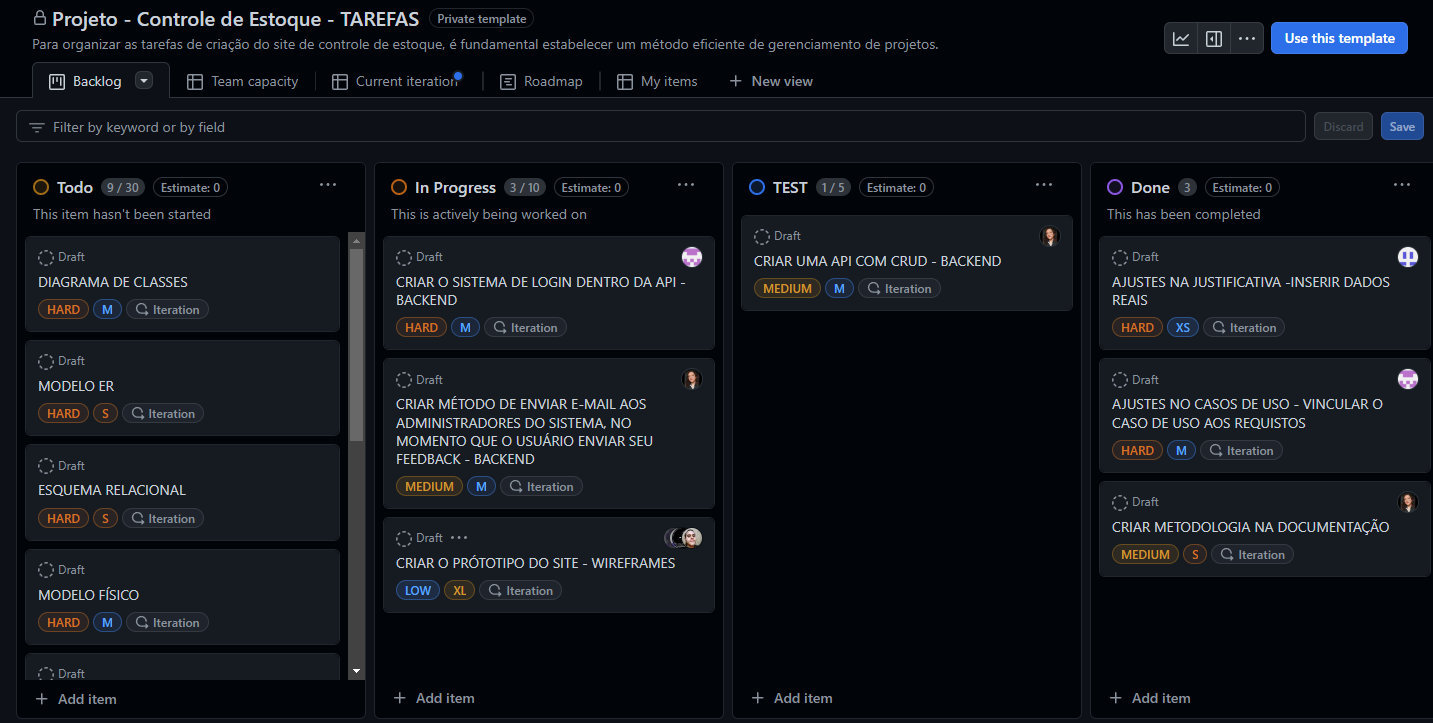 Projeto - Controle de Estoque - TAREFAS Private template
Para organizar as tarefas de criação do site de controle de estoque, é fundamental estabelecer um método eficiente de gerenciamento de projetos.
Use this template
Backlog Team capacity Current iteration Roadmap My items New view
Filter by keyword or by field
Discard Save
Todo 9 / 30 Estimate: 0
This item hasn't been started
Draft
DIAGRAMA DE CLASSES
HARD M Iteration
Draft
MODELO ER
HARD S Iteration
Draft
ESQUEMA RELACIONAL
HARD S Iteration
Draft
MODELO FÍSICO
HARD M Iteration
Draft
Add item
In Progress 3 / 10 Estimate: 0
This is actively being worked on
Draft
CRIAR O SISTEMA DE LOGIN DENTRO DA API -
BACKEND
HARD M Iteration
Draft
CRIAR MÉTODO DE ENVIAR E-MAIL AOS
ADMINISTRADORES DO SISTEMA, NO
MOMENTO QUE O USUÁRIO ENVIAR SEU
FEEDBACK - BACKEND
MEDIUM M Iteration
Draft
CRIAR O PRÓTOTIPO DO SITE - WIREFRAMES
LOW XL Iteration
Add item
TEST 1 / 5 Estimate: 0
Draft
CRIAR UMA API COM CRUD - BACKEND
MEDIUM M Iteration
Add item
Done 3 Estimate: 0
This has been completed
Draft
AJUSTES NA JUSTIFICATIVA -INSERIR DADOS
REAIS
HARD XS Iteration
Draft
AJUSTES NO CASOS DE USO - VINCULAR O
CASO DE USO AOS REQUISTOS
HARD M Iteration
Draft
CRIAR METODOLOGIA NA DOCUMENTAÇÃO
MEDIUM S Iteration
Add item